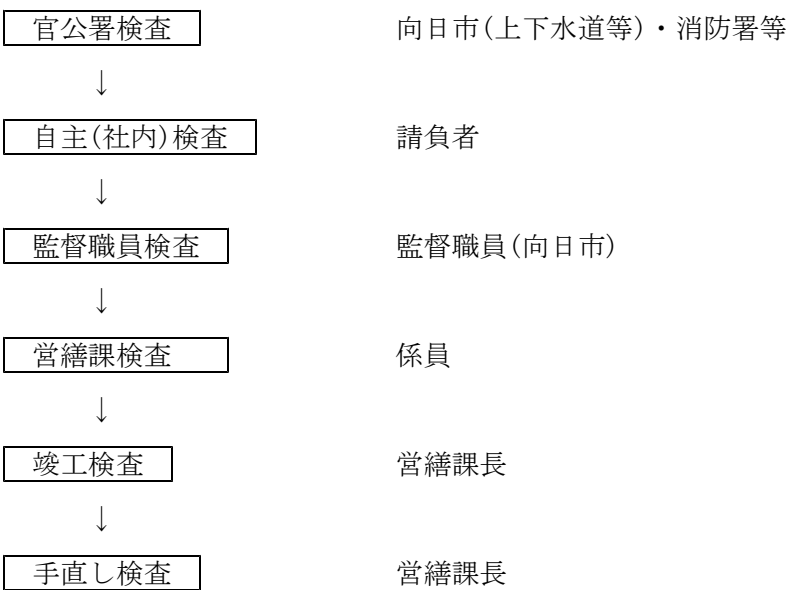 官公署検査 向日市(上下水道等)・消防署等
↓
自主(社内)検査 請負者
↓
監督職員検査 監督職員(向日市)
↓
営繕課検査 係員
↓
竣工検査 営繕課長
↓
手直し検査 営繕課長